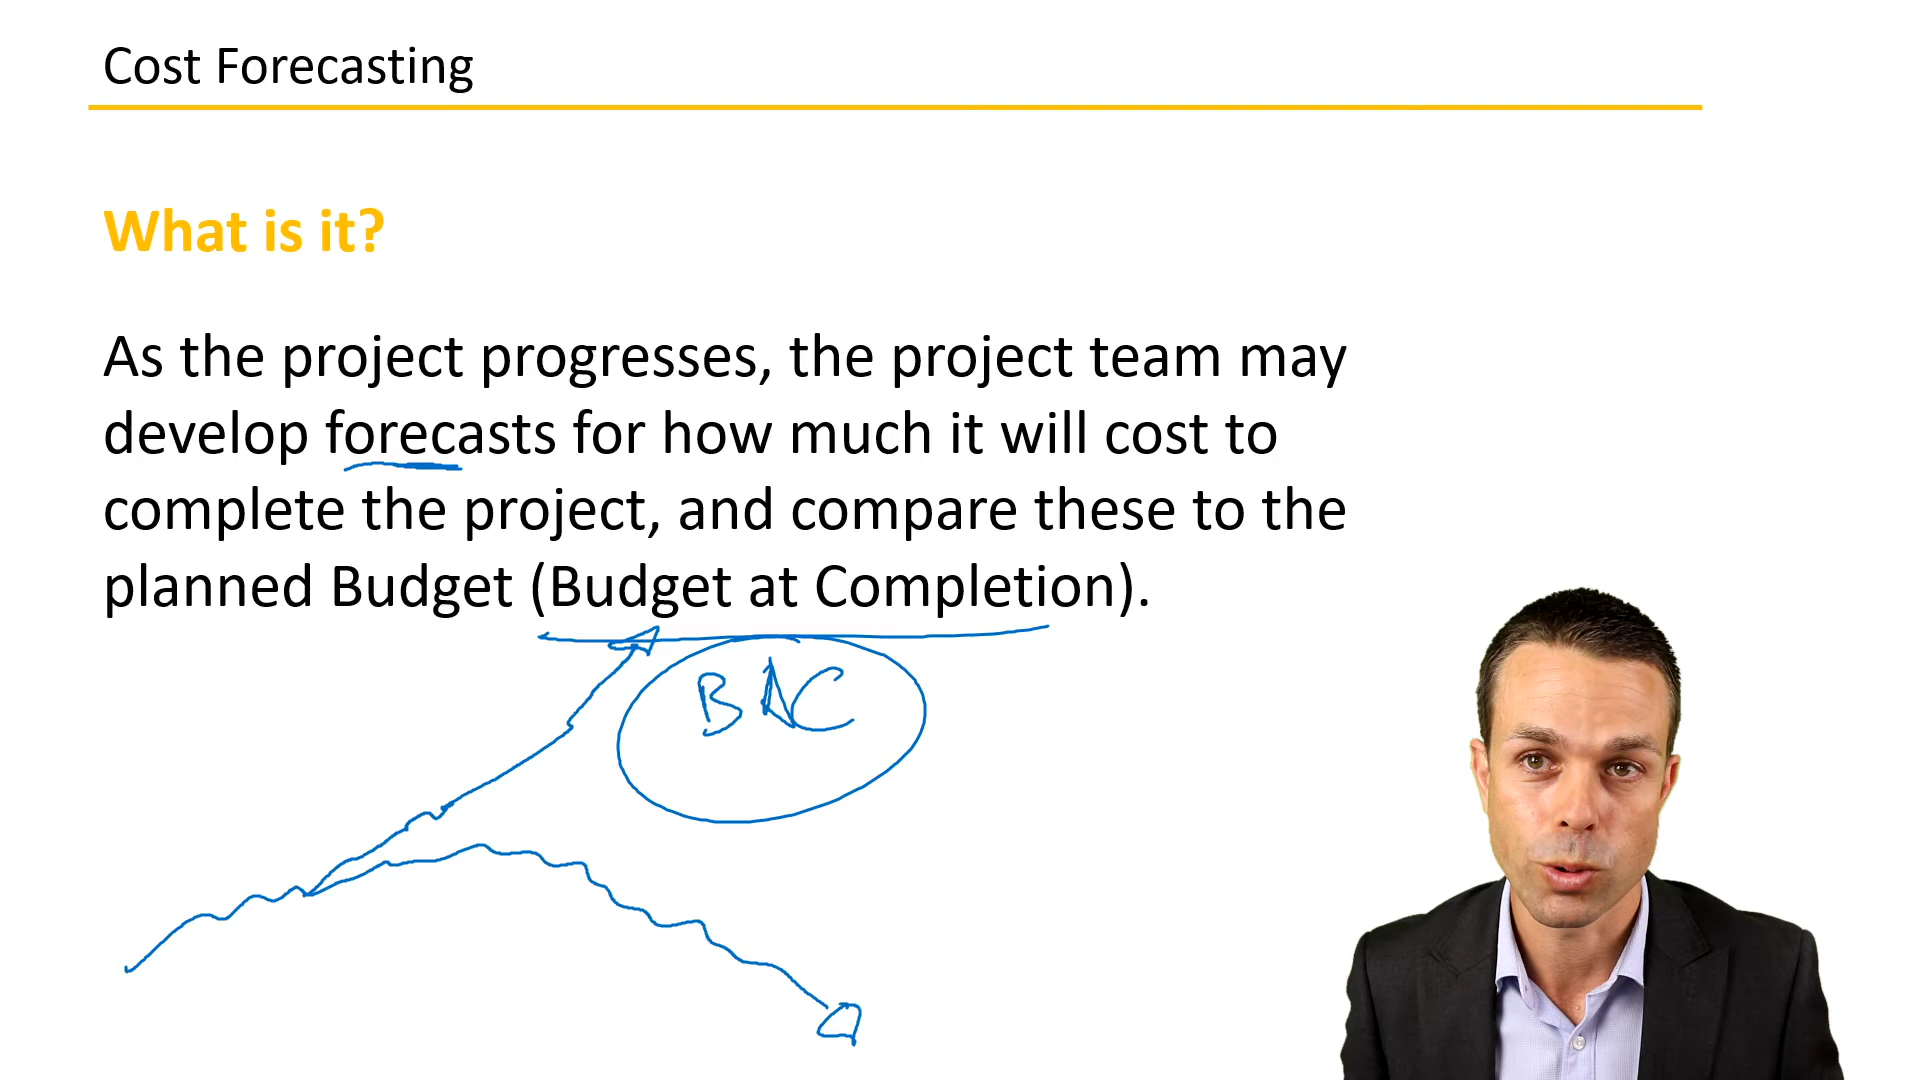 Cost Forecasting
What is it?
As the project progresses, the project team may
develop forecasts for how much it will cost to
complete the project, and compare these to the
planned Budget (Budget at Completion).
BAC